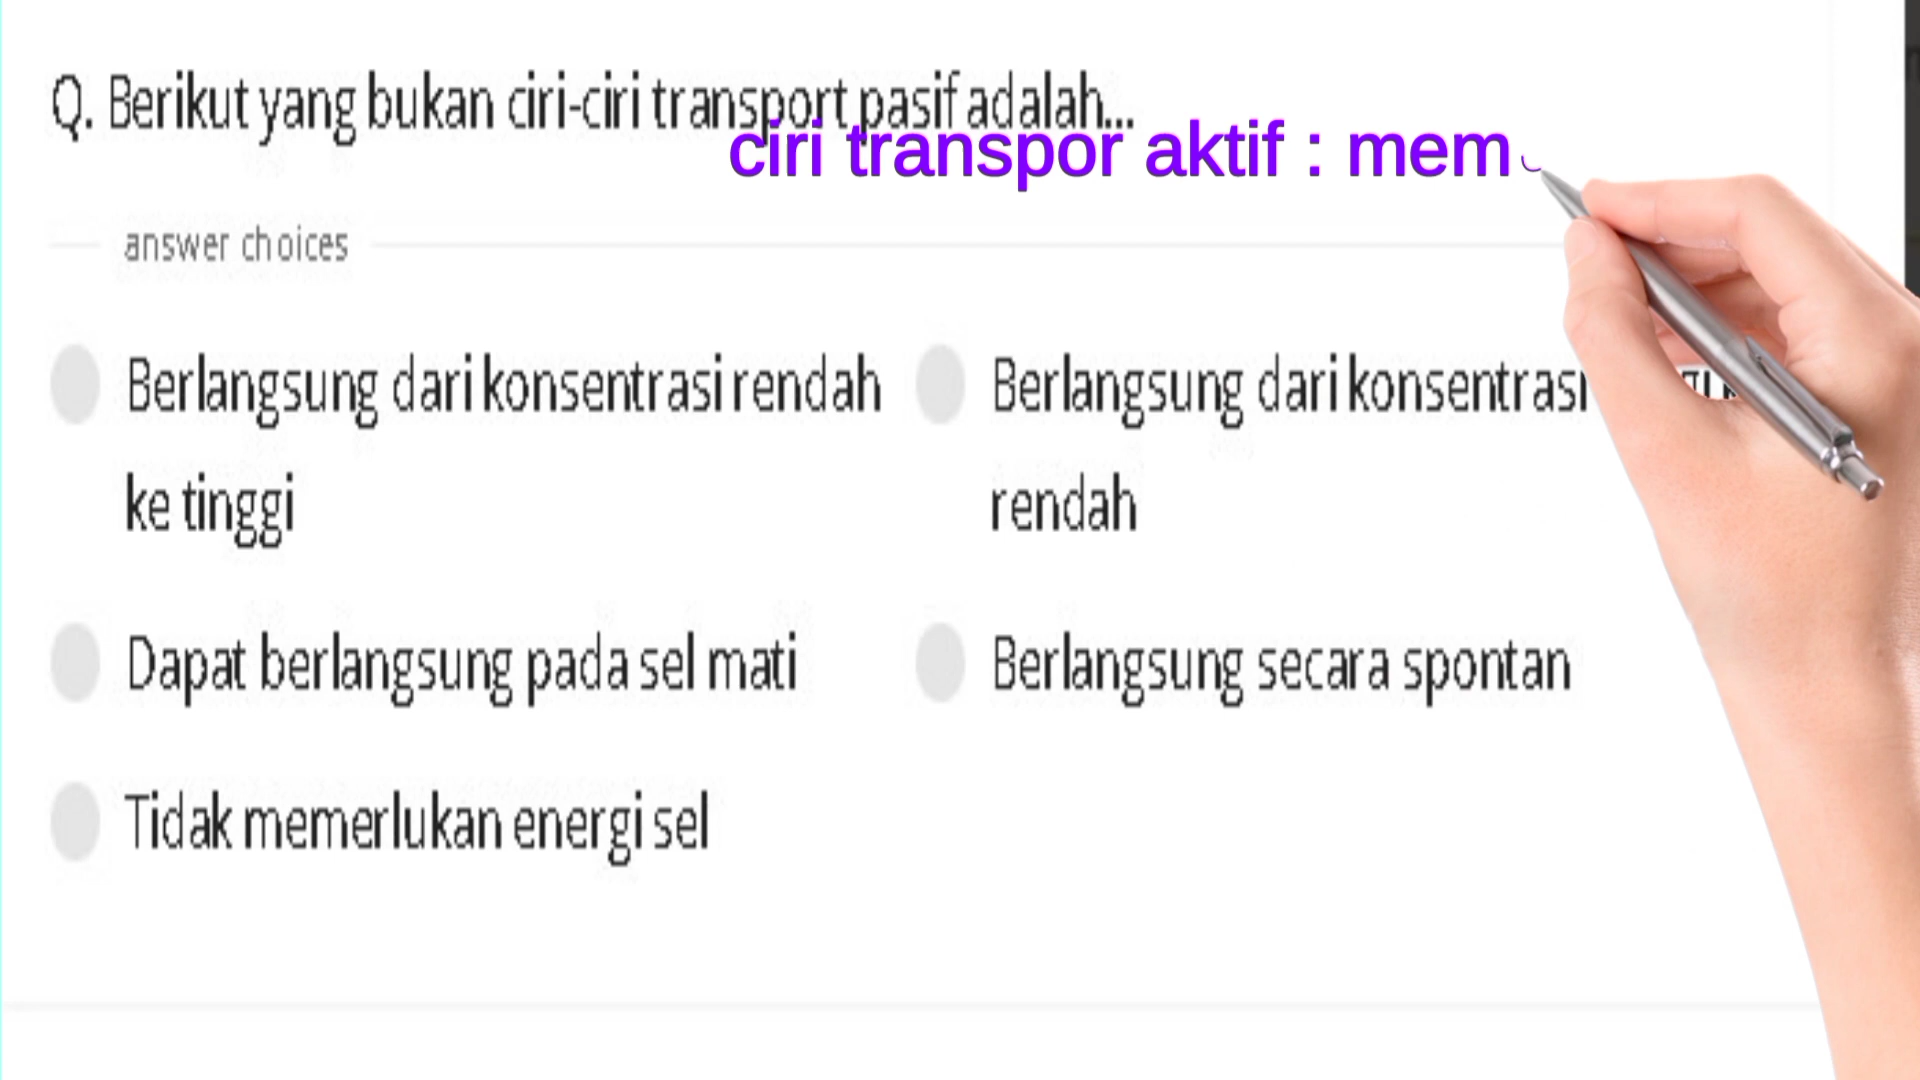 Q. Berikut yang bukan ciri-ciri transport pasif adalah...
ciri transpor aktif : mem
answer choices
Berlangsung dari konsentrasi rendah
ke tinggi
Berlangsung dari konsentrasi
rendah
Dapat berlangsung pada sel mati
Berlangsung secara spontan
Tidak memerlukan energi sel